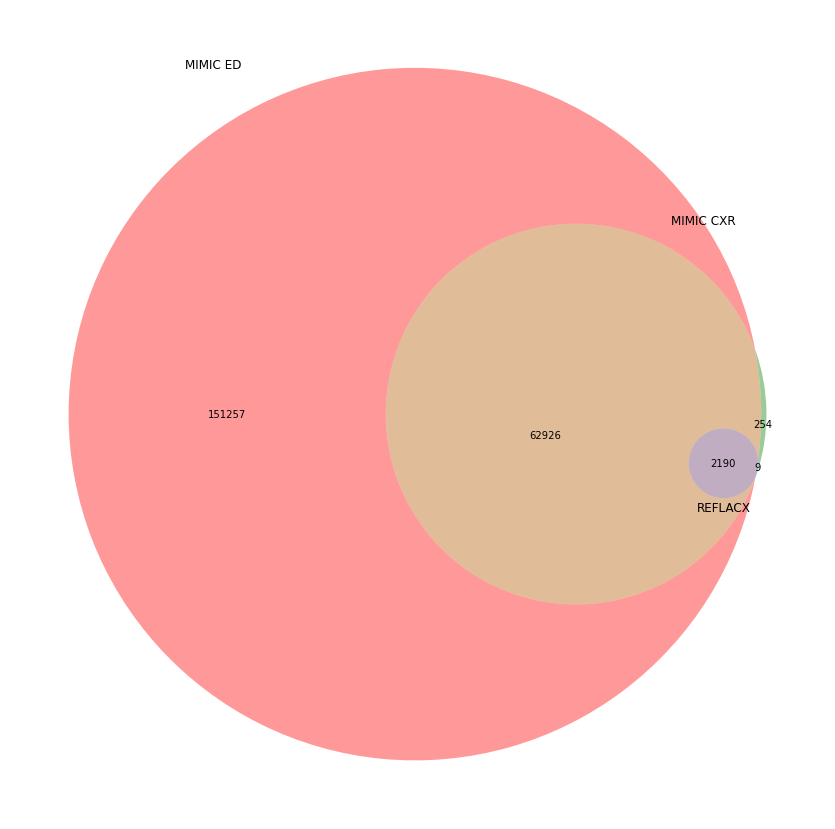 MIMIC ED
MIMIC CXR
151257
254
62926
2190
9
REFLACX